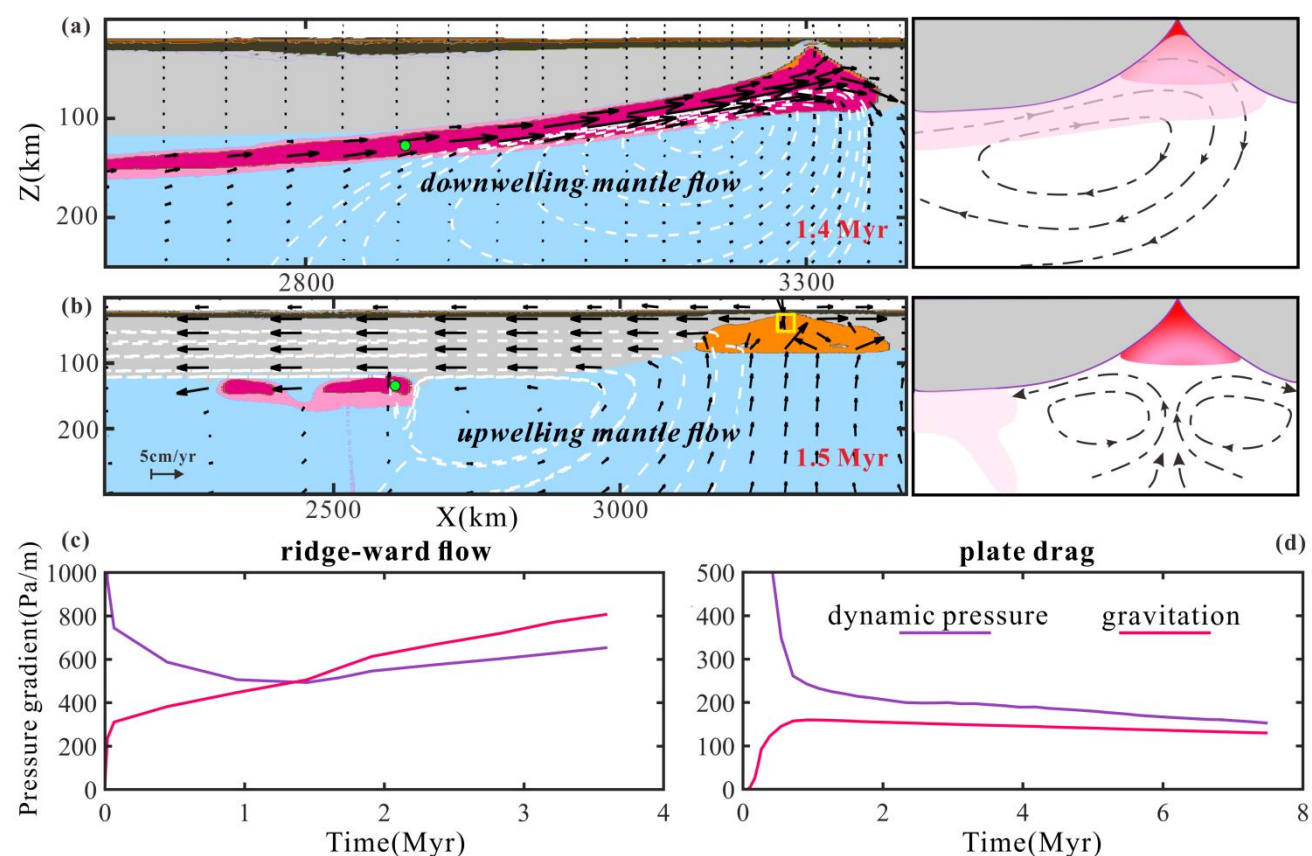 (a)
Z(km)
100
200
downwelling mantle flow
1.4 Myr
2800
3300
(b)
100
200
upwelling mantle flow
5cm/yr
1.5 Myr
2500
3000
X(km)
(c)
ridge-ward flow
Pressure gradient(Pa/m)
1000
800
600
400
200
0
0
1
2
3
4
Time(Myr)
plate drag
(d)
500
400
300
200
100
0
dynamic pressure
gravitation
0
2
4
6
8
Time(Myr)